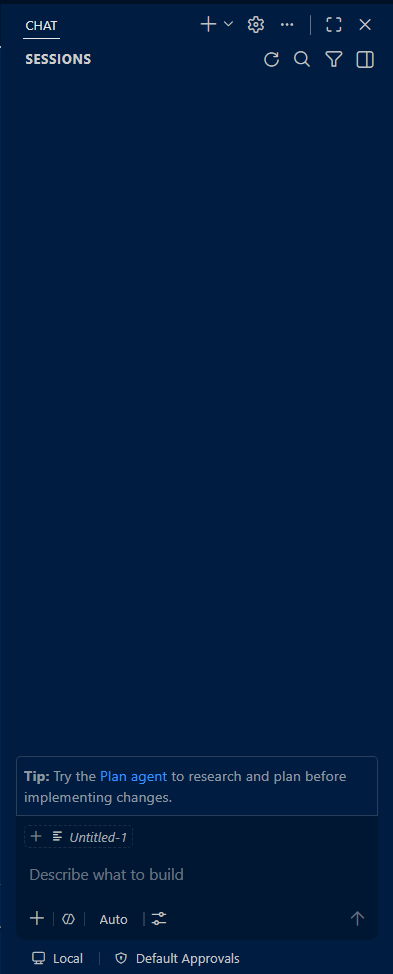 CHAT
SESSIONS
Tip: Try the Plan agent to research and plan before
implementing changes.
Untitled-1
Describe what to build
Auto
Local
Default Approvals